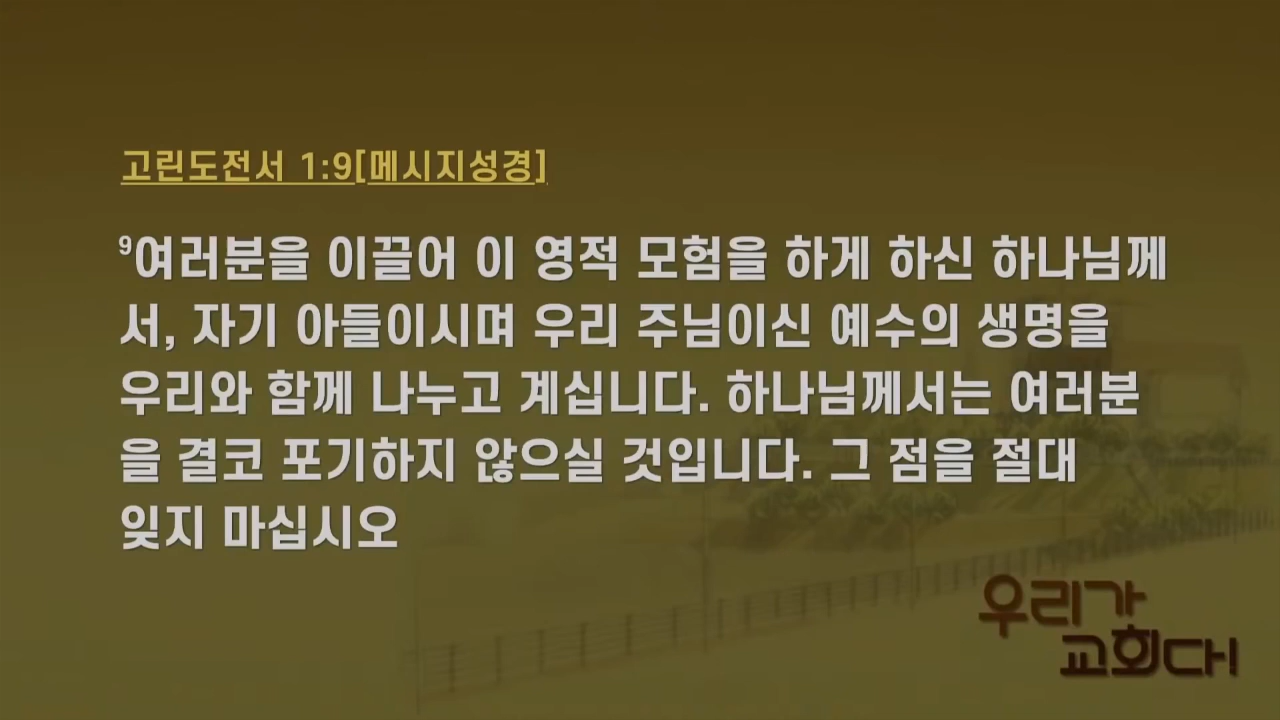 고린도전서 1:9[메시지성경]
⁹여러분을 이끌어 이 영적 모험을 하게 하신 하나님께
서, 자기 아들이시며 우리 주님이신 예수의 생명을
우리와 함께 나누고 계십니다. 하나님께서는 여러분
을 결코 포기하지 않으실 것입니다. 그 점을 절대
잊지 마십시오
우리가
교회다!